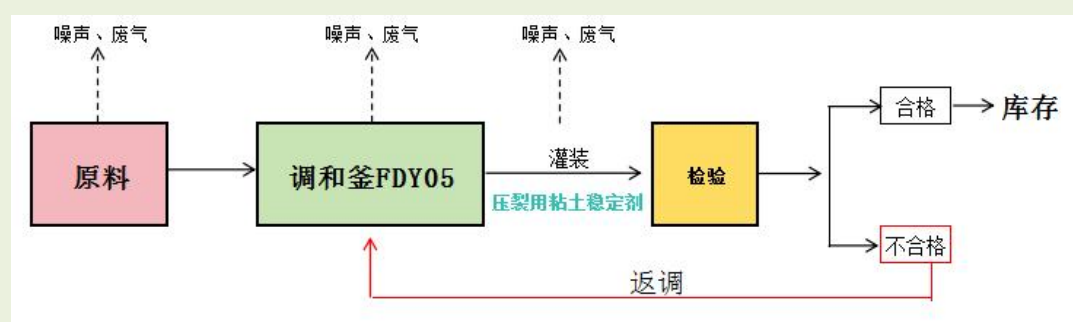 噪声、废气
噪声、废气
噪声、废气
原料
调和釜FDY05
灌装
压裂用粘土稳定剂
检验
合格
库存
不合格
返调